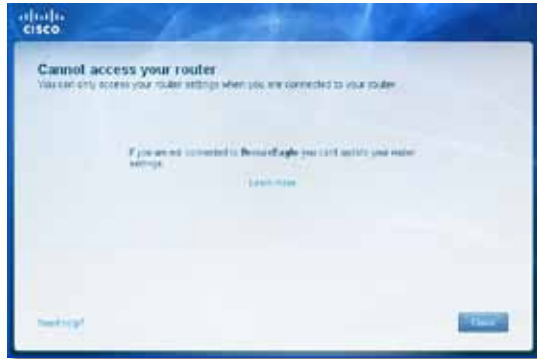 CISCO
Cannot access your router
You can only access your router settings when you are connected to your router
If you are not connected to you can't update your router
settings.
Learn more
Need help?
Close